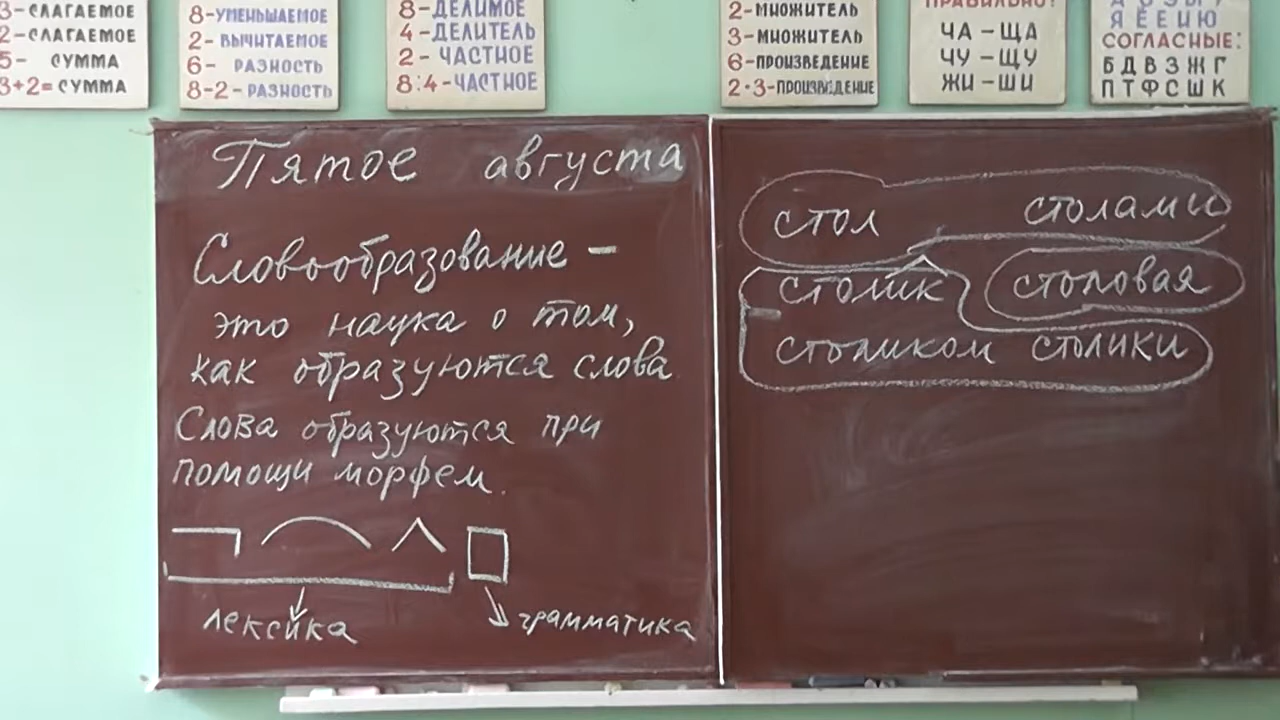 3-СЛАГАЕМОЕ
2-СЛАГАЕМОЕ
5- СУММА
3+2= СУММА
8-УМЕНЬШАЕМОЕ
2- ВЫЧИТАЕМОЕ
6- РАЗНОСТЬ
8-2- РАЗНОСТЬ
8-ДЕЛИМОЕ
4-ДЕЛИТЕЛЬ
2- ЧАСТНОЕ
8:4-ЧАСТНОЕ
2-МНОЖИТЕЛЬ
3-МНОЖИТЕЛЬ
6-ПРОИЗВЕДЕНИЕ
2·3-ПРОИЗВЕДЕНИЕ
ПРАВИЛЬНО!
ЧА – ЩА
ЧУ – ЩУ
ЖИ – ШИ
Я Ё Е И Ю
СОГЛАСНЫЕ:
Б Д В З Ж Г
П Т Ф С Ш К
Пятое августа
Словообразование –
это наука о том,
как образуются слова.
Слова образуются при
помощи морфем.
лексика
грамматика
стол столами
столик столовая
столиком столики